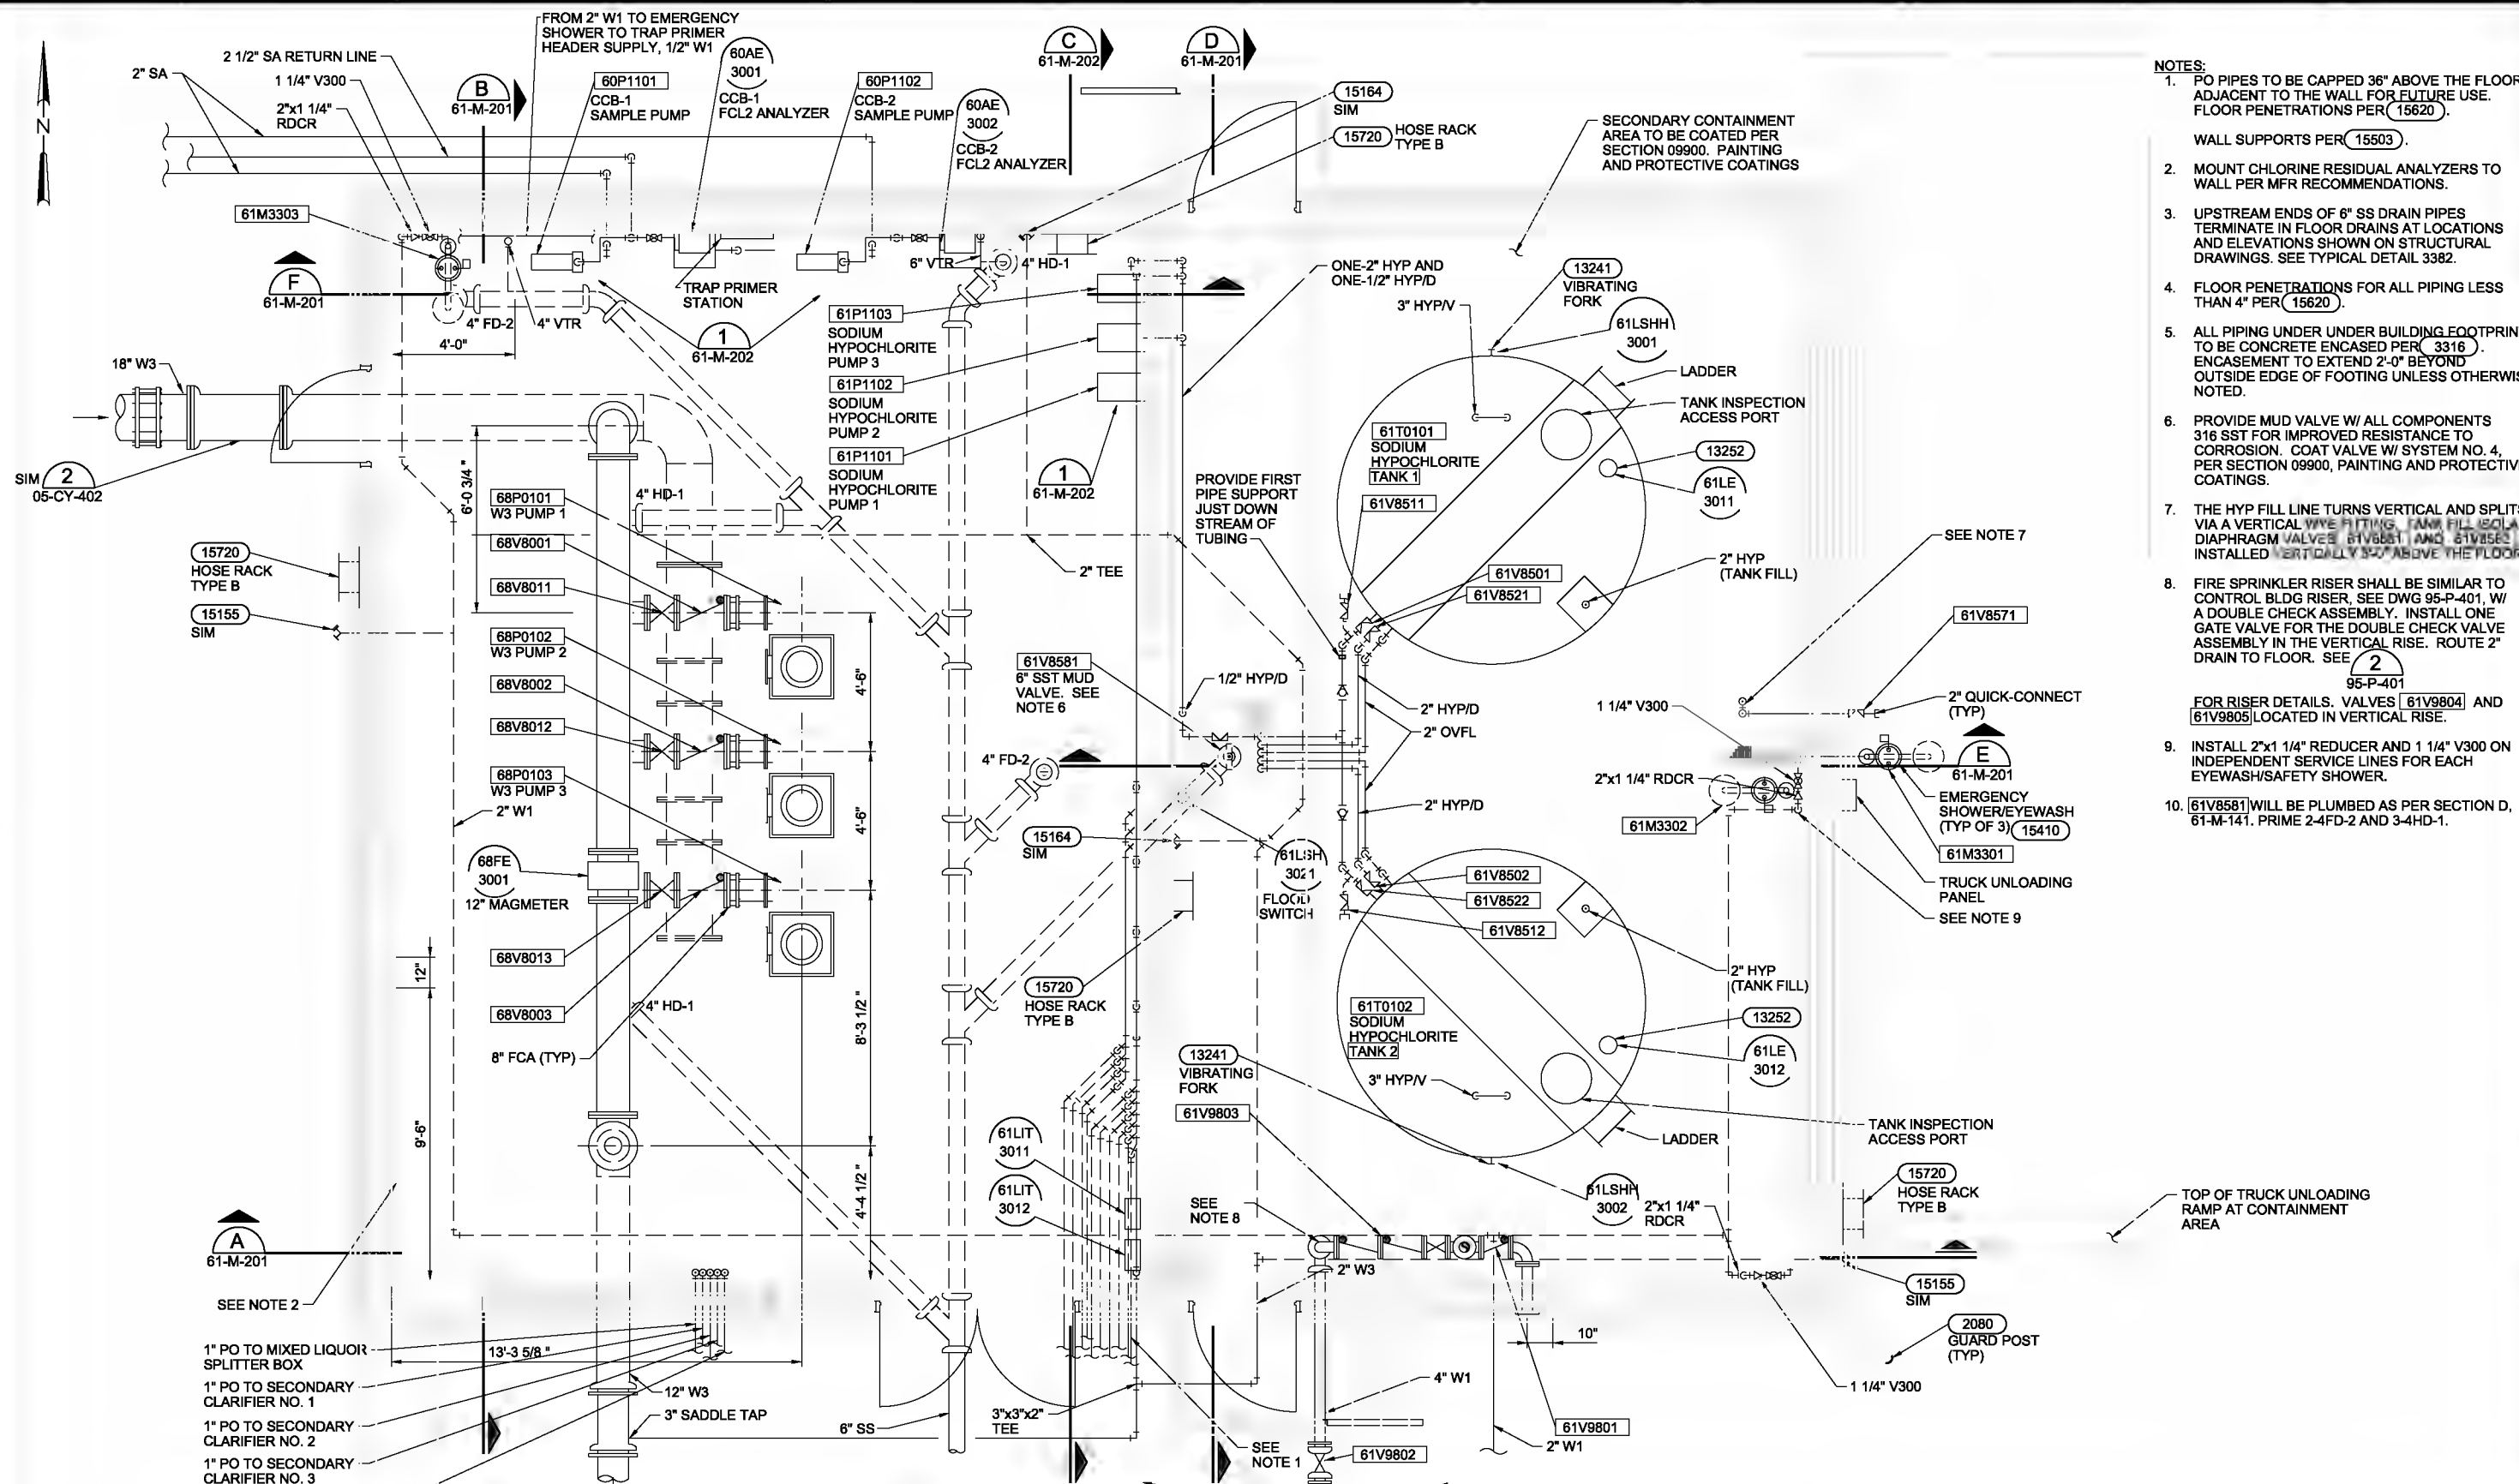 FROM 2" W1 TO EMERGENCY
SHOWER TO TRAP PRIMER
HEADER SUPPLY, 1/2" W1
2 1/2" SA RETURN LINE
2" SA
1 1/4" V300
2"x1 1/4"
RDCR
N
B
61-M-201
60P1101
CCB-1
SAMPLE PUMP
60AE
3001
CCB-1
FCL2 ANALYZER
60P1102
CCB-2
SAMPLE PUMP
60AE
3002
CCB-2
FCL2 ANALYZER
C
61-M-202
D
61-M-201
15164
SIM
15720
HOSE RACK
TYPE B
SECONDARY CONTAINMENT
AREA TO BE COATED PER
SECTION 09900. PAINTING
AND PROTECTIVE COATINGS
61M3303
F
61-M-201
4" FD-2
4" VTR
4'-0"
TRAP PRIMER
STATION
1
61-M-202
6" VTR
4" HD-1
61P1103
SODIUM
HYPOCHLORITE
PUMP 3
61P1102
SODIUM
HYPOCHLORITE
PUMP 2
61P1101
SODIUM
HYPOCHLORITE
PUMP 1
1
61-M-202
ONE-2" HYP AND
ONE-1/2" HYP/D
13241
VIBRATING
FORK
3" HYP/V
61LSHH
3001
LADDER
TANK INSPECTION
ACCESS PORT
61T0101
SODIUM
HYPOCHLORITE
TANK 1
13252
61LE
3011
61V8511
PROVIDE FIRST
PIPE SUPPORT
JUST DOWN
STREAM OF
TUBING
18" W3
SIM
2
05-CY-402
6'-0 3/4"
68P0101
W3 PUMP 1
4" HD-1
68V8001
68V8011
68P0102
W3 PUMP 2
68V8002
68V8012
68P0103
W3 PUMP 3
15720
HOSE RACK
TYPE B
15155
SIM
2" W1
68FE
3001
12" MAGMETER
68V8013
68V8003
8" FCA (TYP)
4" HD-1
4'-6"
4'-6"
8'-3 1/2"
4'-4 1/2"
12"
9'-6"
2" TEE
61V8501
61V8521
2" HYP
(TANK FILL)
61V8581
6" SST MUD
VALVE. SEE
NOTE 6
1/2" HYP/D
2" HYP/D
2" OVFL
2" HYP/D
4" FD-2
15164
SIM
61LSH
3021
FLOOD
SWITCH
15720
HOSE RACK
TYPE B
61V8502
61V8522
61V8512
2" HYP
(TANK FILL)
61T0102
SODIUM
HYPOCHLORITE
TANK 2
13252
61LE
3012
3" HYP/V
13241
VIBRATING
FORK
61V9803
61LIT
3011
61LIT
3012
SEE
NOTE 8
LADDER
TANK INSPECTION
ACCESS PORT
61LSHH
3002
2"x1 1/4"
RDCR
SEE NOTE 7
61V8571
2" QUICK-CONNECT
(TYP)
1 1/4" V300
E
61-M-201
2"x1 1/4" RDCR
EMERGENCY
SHOWER/EYEWASH
(TYP OF 3)
15410
61M3302
61M3301
TRUCK UNLOADING
PANEL
SEE NOTE 9
15720
HOSE RACK
TYPE B
TOP OF TRUCK UNLOADING
RAMP AT CONTAINMENT
AREA
15155
SIM
2080
GUARD POST
(TYP)
1 1/4" V300
A
61-M-201
SEE NOTE 2
1" PO TO MIXED LIQUOR
SPLITTER BOX
1" PO TO SECONDARY
CLARIFIER NO. 1
1" PO TO SECONDARY
CLARIFIER NO. 2
1" PO TO SECONDARY
CLARIFIER NO. 3
13'-3 5/8"
12" W3
3" SADDLE TAP
6" SS
3"x3"x2"
TEE
SEE
NOTE 1
2" W3
4" W1
61V9802
2" W1
61V9801
10"
NOTES:
1. PO PIPES TO BE CAPPED 36" ABOVE THE FLOOR
ADJACENT TO THE WALL FOR FUTURE USE.
FLOOR PENETRATIONS PER 15620.
WALL SUPPORTS PER 15503.
2. MOUNT CHLORINE RESIDUAL ANALYZERS TO
WALL PER MFR RECOMMENDATIONS.
3. UPSTREAM ENDS OF 6" SS DRAIN PIPES
TERMINATE IN FLOOR DRAINS AT LOCATIONS
AND ELEVATIONS SHOWN ON STRUCTURAL
DRAWINGS. SEE TYPICAL DETAIL 3382.
4. FLOOR PENETRATIONS FOR ALL PIPING LESS
THAN 4" PER 15620.
5. ALL PIPING UNDER UNDER BUILDING FOOTPRIN
TO BE CONCRETE ENCASED PER 3316.
ENCASEMENT TO EXTEND 2'-0" BEYOND
OUTSIDE EDGE OF FOOTING UNLESS OTHERWIS
NOTED.
6. PROVIDE MUD VALVE W/ ALL COMPONENTS
316 SST FOR IMPROVED RESISTANCE TO
CORROSION. COAT VALVE W/ SYSTEM NO. 4,
PER SECTION 09900, PAINTING AND PROTECTIV
COATINGS.
7. THE HYP FILL LINE TURNS VERTICAL AND SPLITS
VIA A VERTICAL WYE FITTING. TANK FILL ISOLA
DIAPHRAGM VALVES AND
INSTALLED VERTICALLY ABOVE THE FLOOR
8. FIRE SPRINKLER RISER SHALL BE SIMILAR TO
CONTROL BLDG RISER, SEE DWG 95-P-401, W/
A DOUBLE CHECK ASSEMBLY. INSTALL ONE
GATE VALVE FOR THE DOUBLE CHECK VALVE
ASSEMBLY IN THE VERTICAL RISE. ROUTE 2"
DRAIN TO FLOOR. SEE 2
95-P-401
FOR RISER DETAILS. VALVES 61V9804 AND
61V9805 LOCATED IN VERTICAL RISE.
9. INSTALL 2"x1 1/4" REDUCER AND 1 1/4" V300 ON
INDEPENDENT SERVICE LINES FOR EACH
EYEWASH/SAFETY SHOWER.
10. 61V8581 WILL BE PLUMBED AS PER SECTION D,
61-M-141. PRIME 2-4FD-2 AND 3-4HD-1.